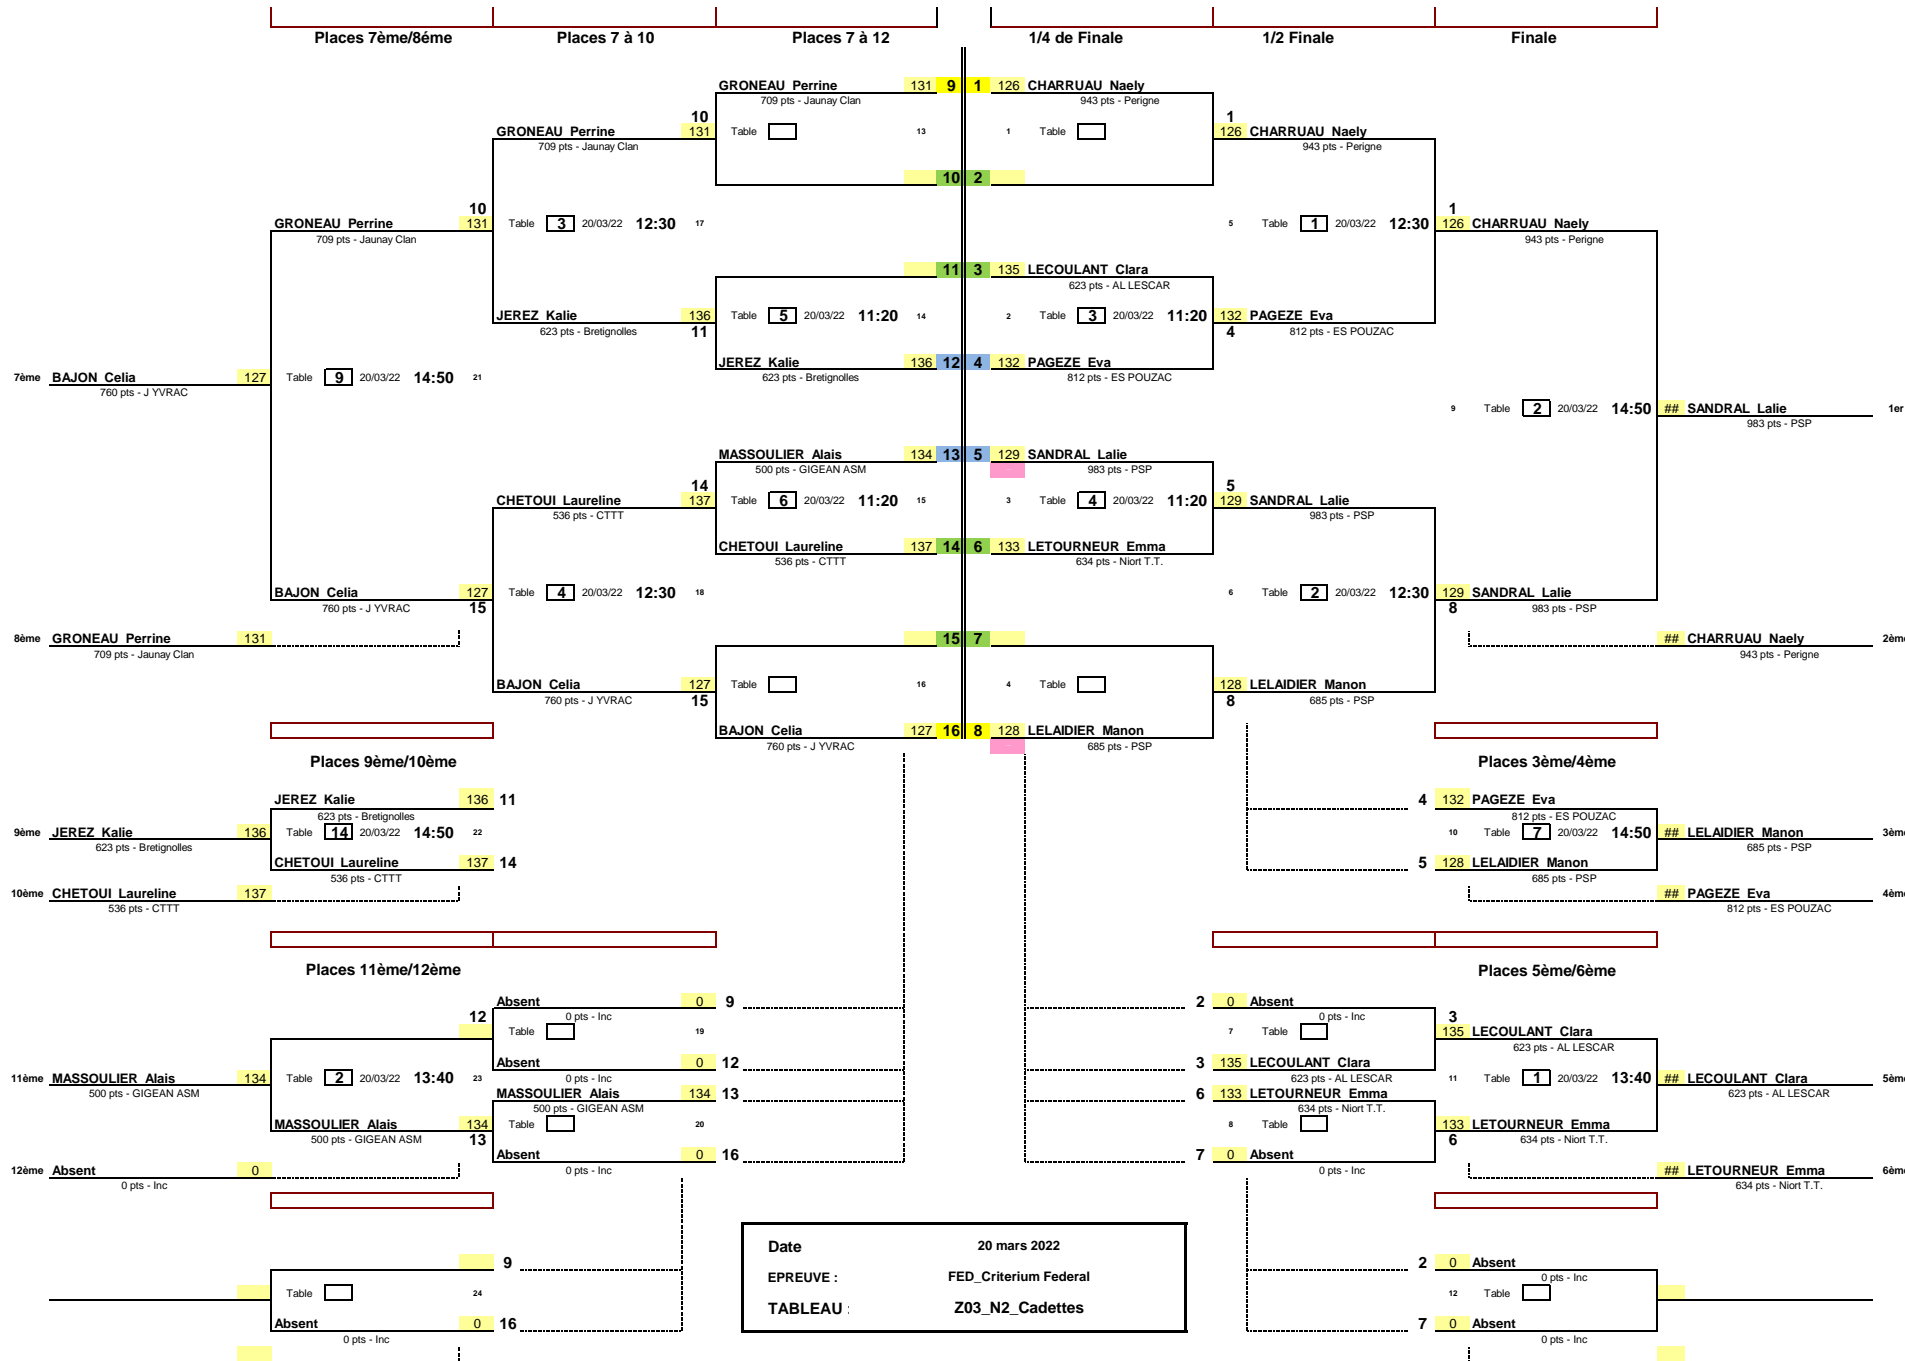 Places 7ème/8éme Places 7 à 10 Places 7 à 12 1/4 de Finale 1/2 Finale Finale
GRONEAU Perrine 131 9 1 126 CHARRUAU Naely
709 pts - Jaunay Clan 943 pts - Perigne
10 1
GRONEAU Perrine 131 Table 13 1 Table 126 CHARRUAU Naely
709 pts - Jaunay Clan 943 pts - Perigne
10 2
10 1
GRONEAU Perrine 131 Table 3 20/03/22 12:30 17 5 Table 1 20/03/22 12:30 126 CHARRUAU Naely
709 pts - Jaunay Clan 943 pts - Perigne
11 3 135 LECOULANT Clara
623 pts - AL LESCAR
JEREZ Kalie 136 Table 5 20/03/22 11:20 14 2 Table 3 20/03/22 11:20 132 PAGEZE Eva
623 pts - Bretignolles 11 4 812 pts - ES POUZAC
JEREZ Kalie 136 12 4 132 PAGEZE Eva
623 pts - Bretignolles 812 pts - ES POUZAC
7ème BAJON Celia 127 Table 9 20/03/22 14:50 21
760 pts - J YVRAC
9 Table 2 20/03/22 14:50 ## SANDRAL Lalie 1er
983 pts - PSP
MASSOULIER Alais 134 13 5 129 SANDRAL Lalie
500 pts - GIGEAN ASM 983 pts - PSP
14 5
CHETOUI Laureline 137 Table 6 20/03/22 11:20 15 3 Table 4 20/03/22 11:20 129 SANDRAL Lalie
536 pts - CTTT 983 pts - PSP
CHETOUI Laureline 137 14 6 133 LETOURNEUR Emma
536 pts - CTTT 634 pts - Niort T.T.
BAJON Celia 127 Table 4 20/03/22 12:30 18 6 Table 2 20/03/22 12:30 129 SANDRAL Lalie
760 pts - J YVRAC 15 8 983 pts - PSP
8ème GRONEAU Perrine 131 15 7 ## CHARRUAU Naely 2èm
709 pts - Jaunay Clan 943 pts - Perigne
BAJON Celia 127 Table 16 4 Table 128 LELAIDIER Manon
760 pts - J YVRAC 15 8 685 pts - PSP
BAJON Celia 127 16 8 128 LELAIDIER Manon
760 pts - J YVRAC 685 pts - PSP
Places 9ème/10ème Places 3ème/4ème
JEREZ Kalie 136 11 4 132 PAGEZE Eva
623 pts - Bretignolles 812 pts - ES POUZAC
9ème JEREZ Kalie 136 Table 14 20/03/22 14:50 22 10 Table 7 20/03/22 14:50 ## LELAIDIER Manon 3èm
623 pts - Bretignolles 685 pts - PSP
CHETOUI Laureline 137 14 5 128 LELAIDIER Manon
536 pts - CTTT 685 pts - PSP
10ème CHETOUI Laureline 137 ## PAGEZE Eva 4èm
536 pts - CTTT 812 pts - ES POUZAC
Places 11ème/12ème Places 5ème/6ème
Absent 0 9 2 0 Absent
0 pts - Inc 0 pts - Inc
12 3
Table 19 7 Table 135 LECOULANT Clara
623 pts - AL LESCAR
Absent 0 12 3 135 LECOULANT Clara
0 pts - Inc 623 pts - AL LESCAR
11ème MASSOULIER Alais 134 Table 2 20/03/22 13:40 23 11 Table 1 20/03/22 13:40 ## LECOULANT Clara 5èm
500 pts - GIGEAN ASM 623 pts - AL LESCAR
MASSOULIER Alais 134 13 6 133 LETOURNEUR Emma
500 pts - GIGEAN ASM 634 pts - Niort T.T.
MASSOULIER Alais 134 Table 20 8 Table 133 LETOURNEUR Emma
500 pts - GIGEAN ASM 13 6 634 pts - Niort T.T.
Absent 0 16 7 0 Absent
0 pts - Inc 0 pts - Inc
12ème Absent 0 ## LETOURNEUR Emma 6èm
0 pts - Inc 634 pts - Niort T.T.
Date 20 mars 2022
9 2 0 Absent
0 pts - Inc
EPREUVE : FED_Criterium Federal
Table 24 12 Table
TABLEAU : Z03_N2_Cadettes
Absent 0 16 7 0 Absent
0 pts - Inc 0 pts - Inc